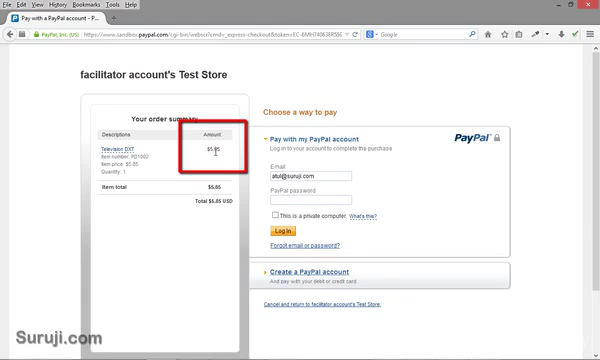 File Edit View History Bookmarks Tools Help
Pay with a PayPal account - P...
PayPal, Inc. (US) https://www.sandbox.paypal.com/cgi-bin/webscr?cmd=_express-checkout&token=EC-6MH74063BR559
Google
facilitator account's Test Store
Your order summary
Descriptions Amount
Television DXT $5.85
Item number: PD1002
Item price: $5.85
Quantity: 1
Item total $5.85
Total $5.85 USD
Choose a way to pay
Pay with my PayPal account PayPal
Log in to your account to complete the purchase
Email
atul@suruji.com
PayPal password
This is a private computer. What's this?
Log In
Forgot email or password?
Create a PayPal account
And pay with your debit or credit card
Cancel and return to facilitator account's Test Store.
Suruji.com